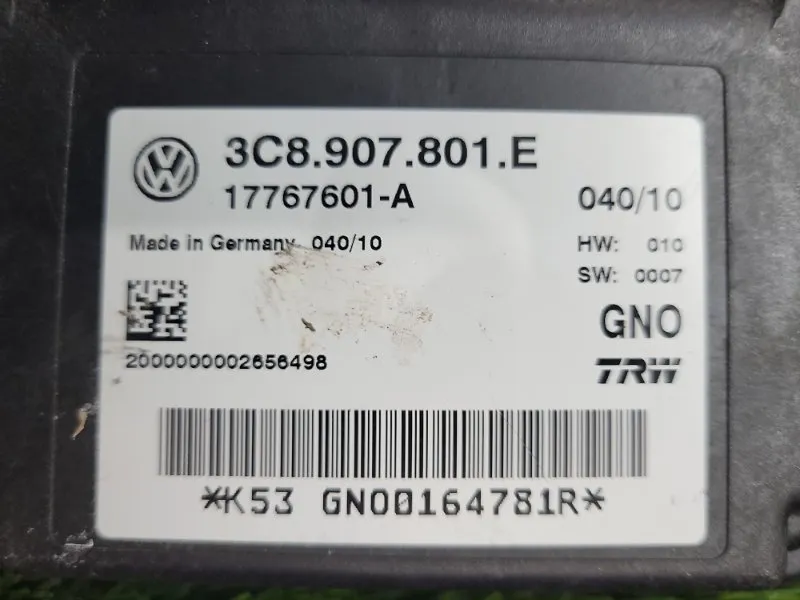 3C8.907.801.E
17767601-A 040/10
Made in Germany 040/10 HW: 010
SW: 0007
GNO
2000000002656498 TRW
*K53 GNO0164781R*